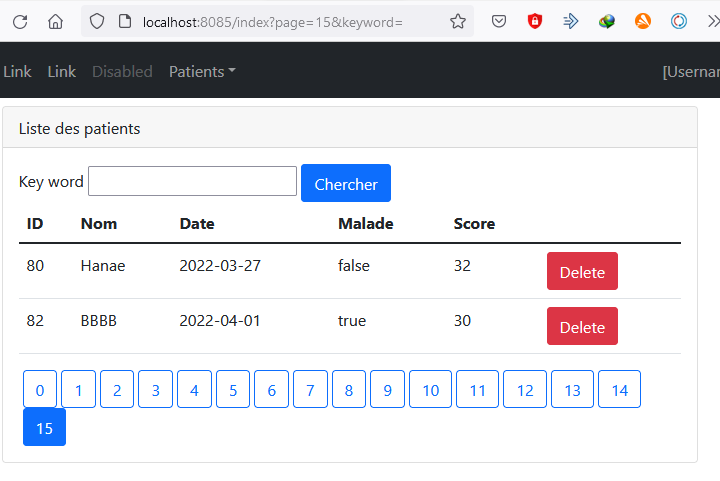 localhost:8085/index?page=15&keyword=
Link Link Disabled Patients [Usernar
Liste des patients
Key word Chercher
ID Nom Date Malade Score
80 Hanae 2022-03-27 false 32 Delete
82 BBBB 2022-04-01 true 30 Delete
0 1 2 3 4 5 6 7 8 9 10 11 12 13 14
15